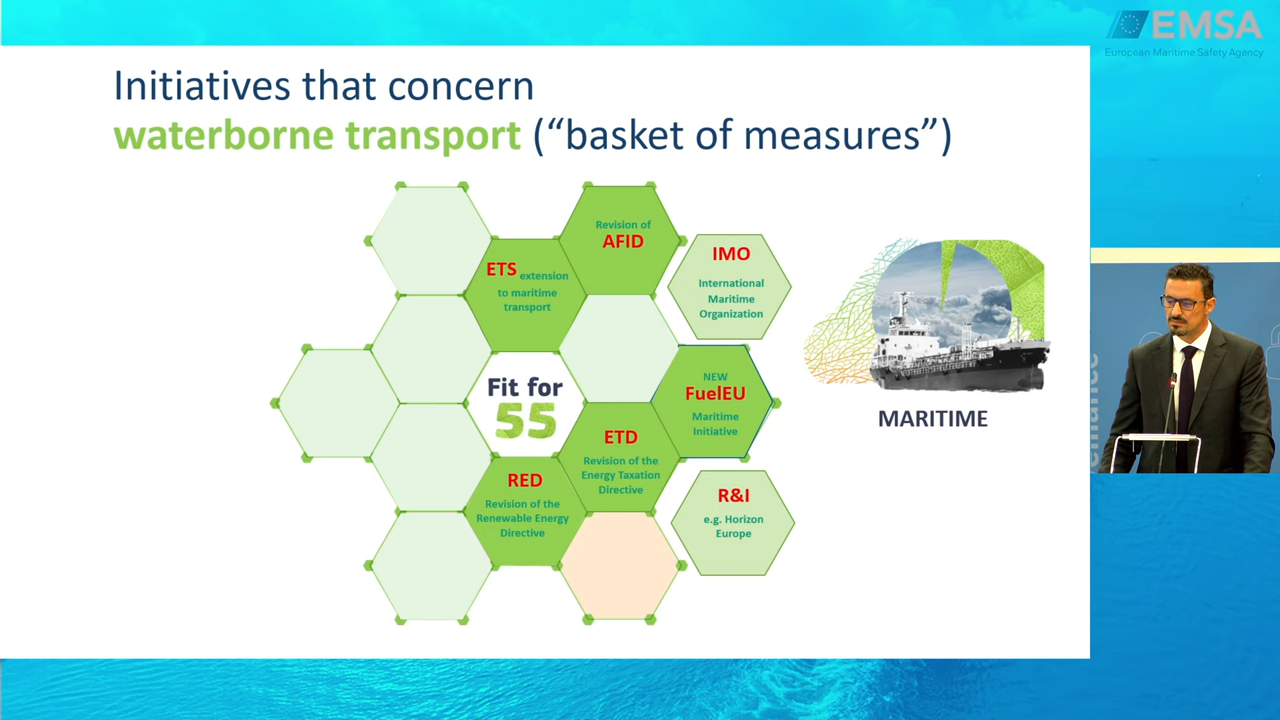 EMSA
European Maritime Safety Agency
Initiatives that concern
waterborne transport (“basket of measures”)
Revision of
AFID
ETS extension
to maritime
transport
IMO
International
Maritime
Organization
Fit for
55
NEW
FuelEU
Maritime
Initiative
ETD
Revision of the
Energy Taxation
Directive
RED
Revision of the
Renewable Energy
Directive
R&I
e.g. Horizon
Europe
MARITIME